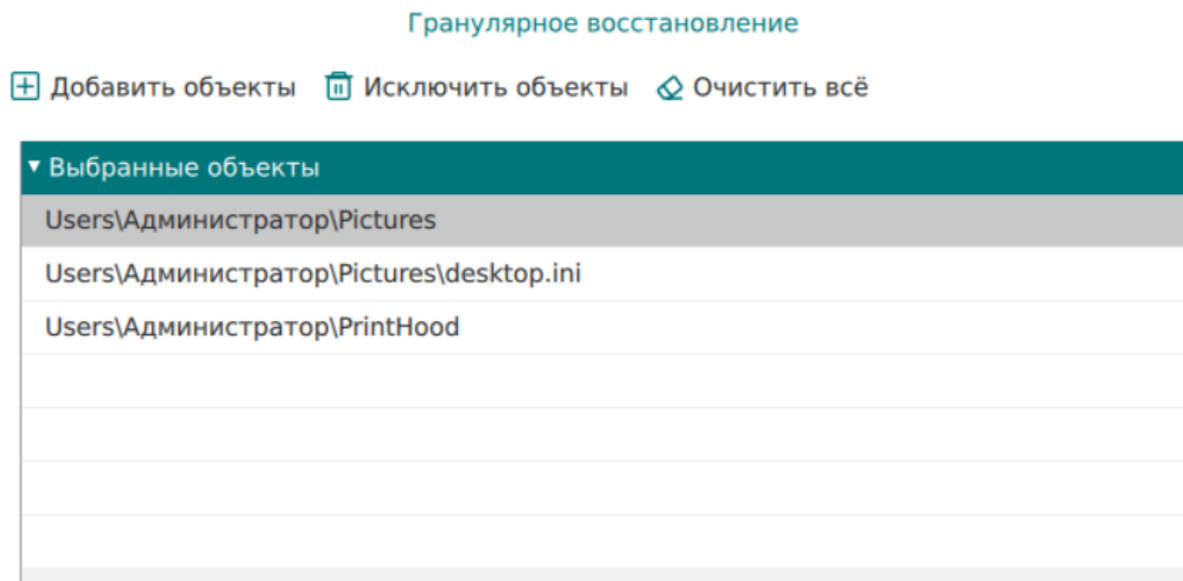 Гранулярное восстановление
Добавить объекты Исключить объекты Очистить всё
Выбранные объекты
Users\Администратор\Pictures
Users\Администратор\Pictures\desktop.ini
Users\Администратор\PrintHood